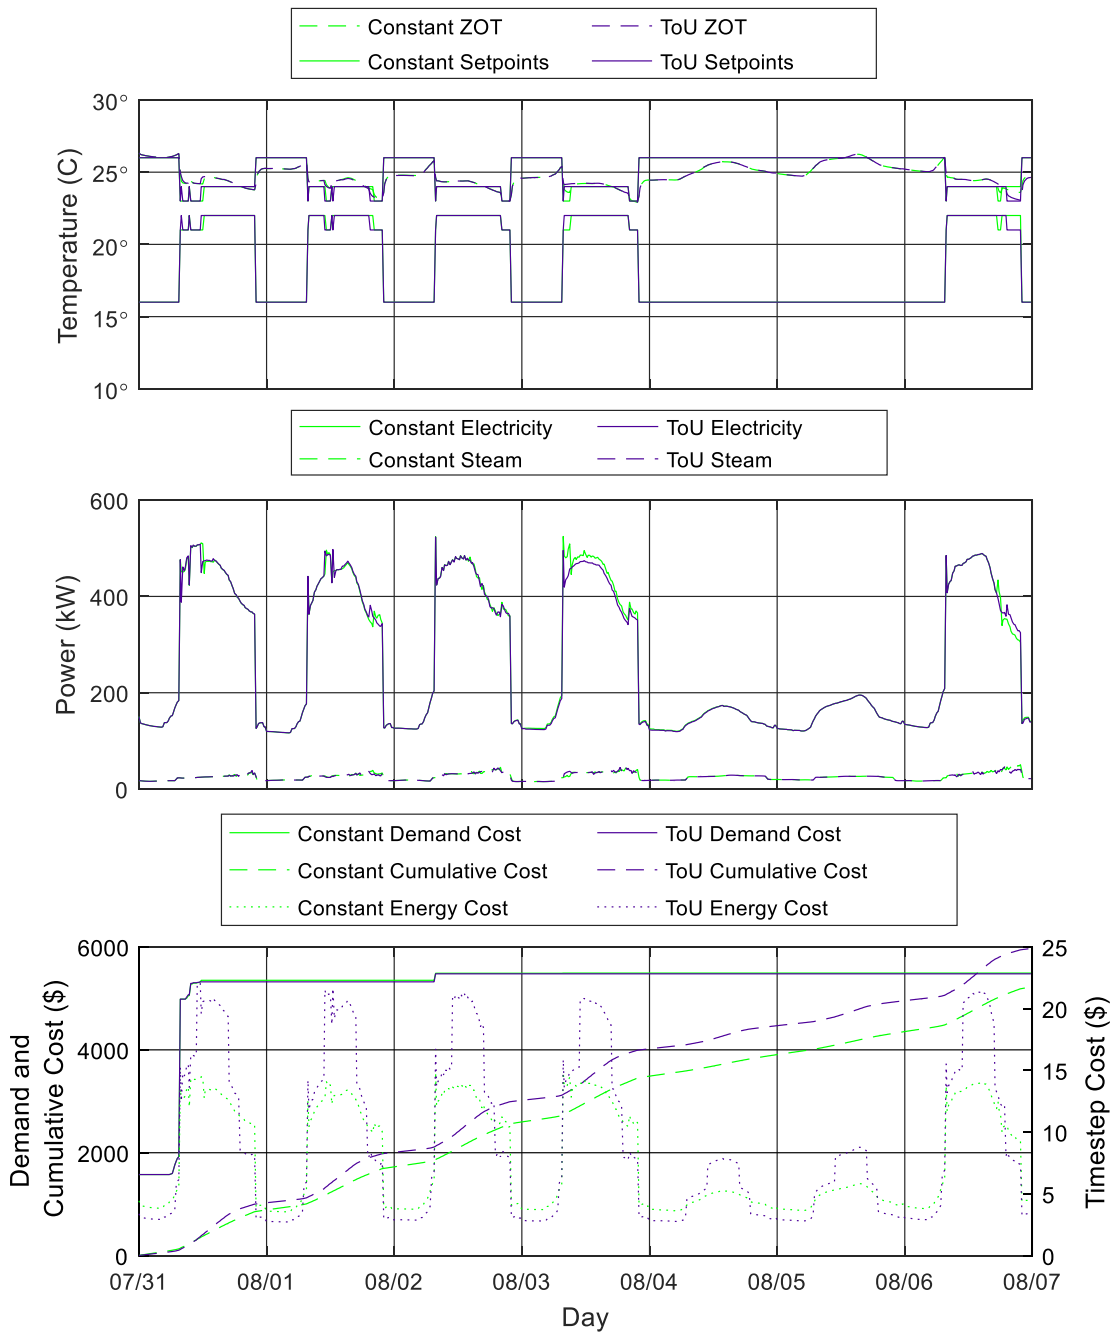 Constant ZOT ToU ZOT
Constant Setpoints ToU Setpoints
30°
25°
20°
15°
10°
Temperature (C)
Constant Electricity ToU Electricity
Constant Steam ToU Steam
600
400
200
0
Power (kW)
Constant Demand Cost ToU Demand Cost
Constant Cumulative Cost ToU Cumulative Cost
Constant Energy Cost ToU Energy Cost
6000
4000
2000
0
Demand and
Cumulative Cost ($)
25
20
15
10
5
0
Timestep Cost ($)
07/31 08/01 08/02 08/03 08/04 08/05 08/06 08/07
Day